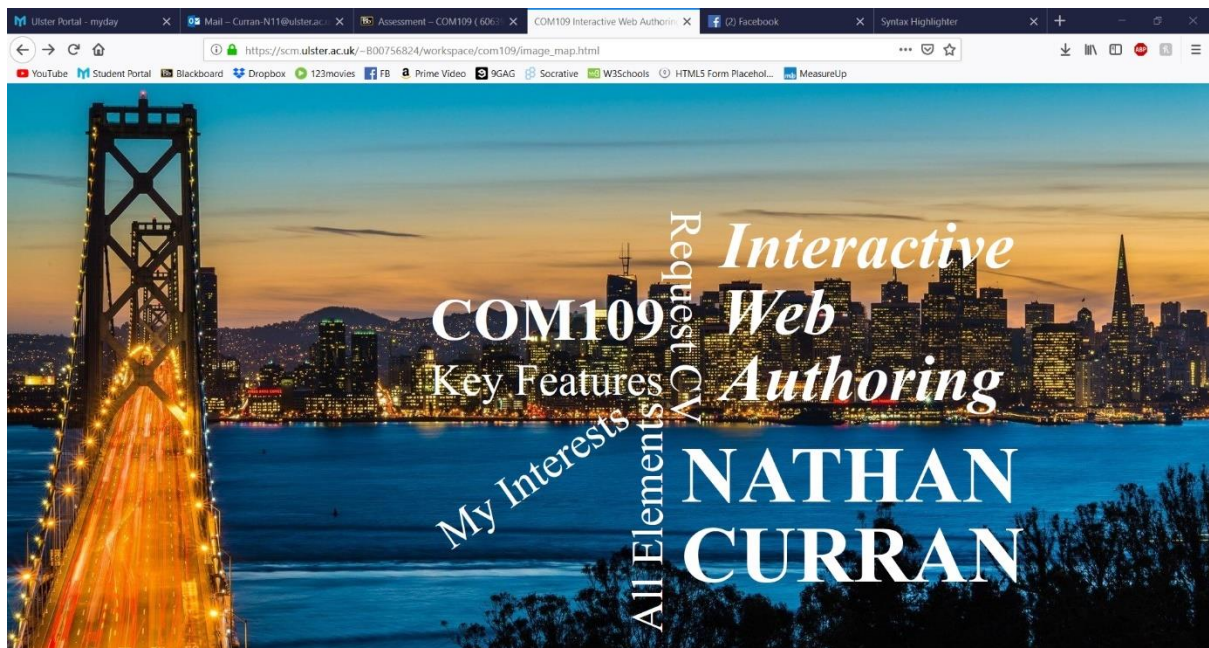 Ulster Portal - myday
Mail – Curran-N11@ulster.ac.u
Assessment – COM109 ( 6063
COM109 Interactive Web Authorin
(2) Facebook
Syntax Highlighter
https://scm.ulster.ac.uk/~B00756824/workspace/com109/image_map.html
YouTube Student Portal Blackboard Dropbox 123movies FB Prime Video 9GAG Socrative W3Schools HTML5 Form Placehol... MeasureUp
Request CV
Interactive
Web
Authoring
COM109
Key Features
My Interests
All Elements
NATHAN
CURRAN